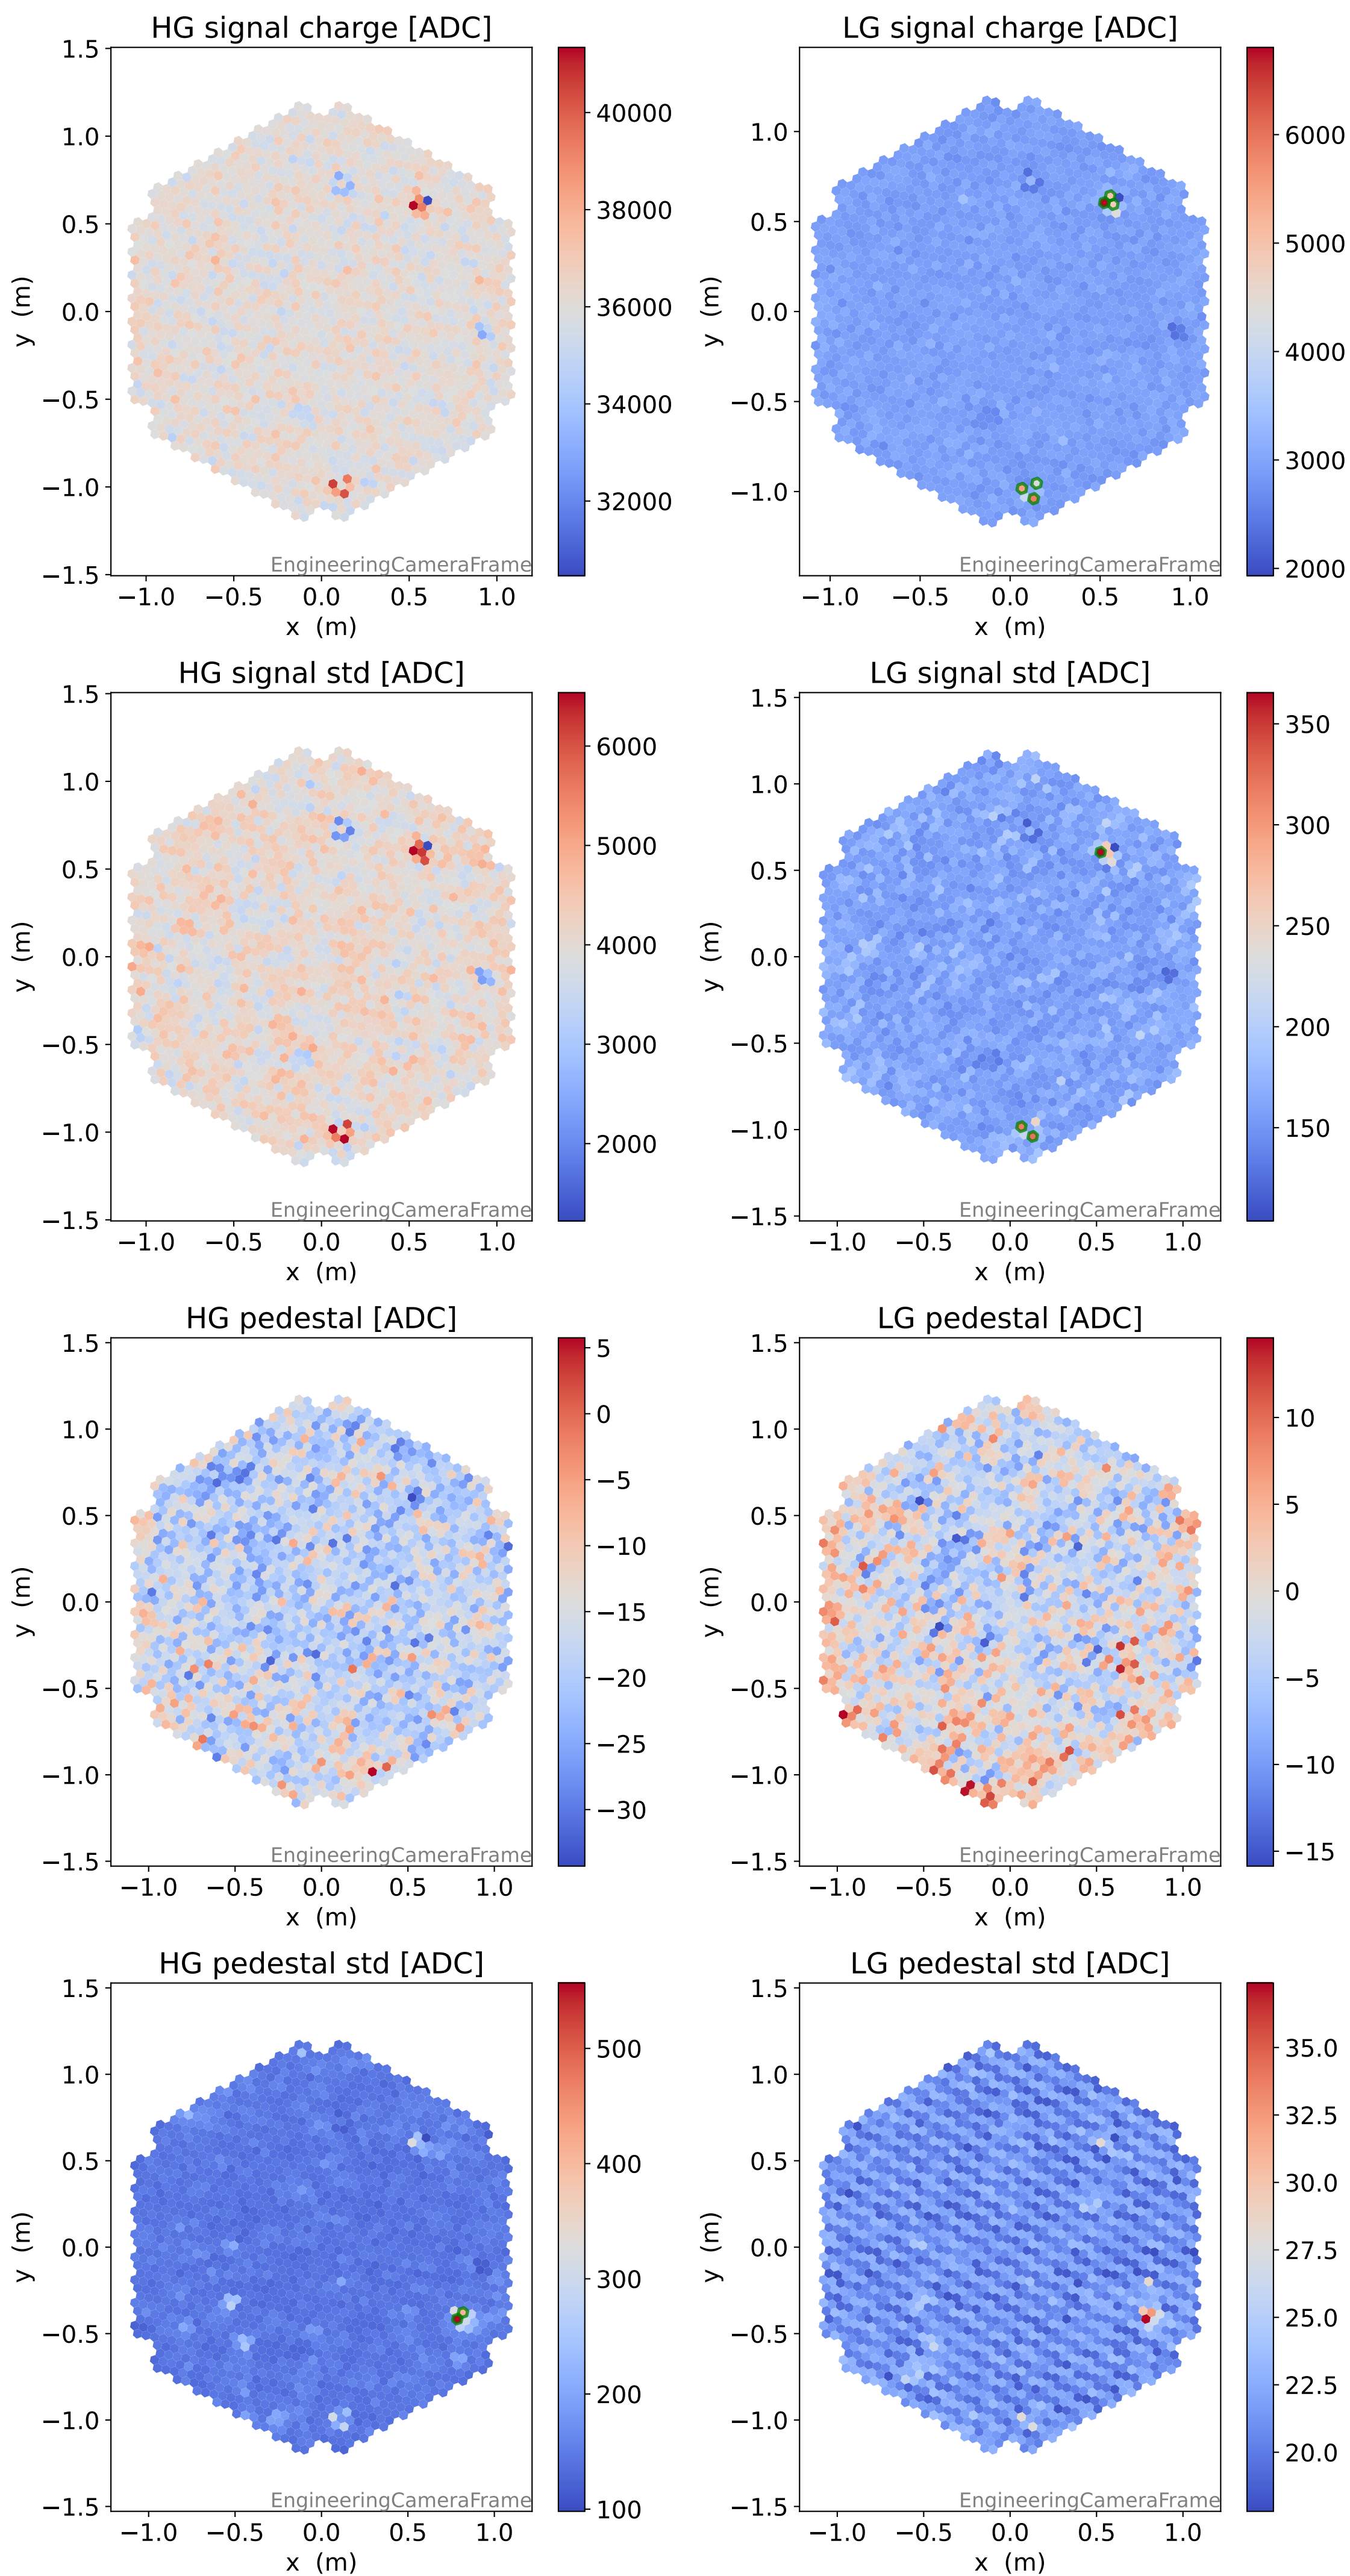 HG signal charge [ADC]
1.5
1.0
0.5
0.0
−0.5
−1.0
−1.5
y (m)
−1.0 −0.5 0.0 0.5 1.0
x (m)
EngineeringCameraFrame
40000
38000
36000
34000
32000
LG signal charge [ADC]
1.0
0.5
0.0
−0.5
−1.0
y (m)
−1.0 −0.5 0.0 0.5 1.0
x (m)
EngineeringCameraFrame
6000
5000
4000
3000
2000
HG signal std [ADC]
1.5
1.0
0.5
0.0
−0.5
−1.0
−1.5
y (m)
−1.0 −0.5 0.0 0.5 1.0
x (m)
EngineeringCameraFrame
6000
5000
4000
3000
2000
LG signal std [ADC]
1.5
1.0
0.5
0.0
−0.5
−1.0
−1.5
y (m)
−1.0 −0.5 0.0 0.5 1.0
x (m)
EngineeringCameraFrame
350
300
250
200
150
HG pedestal [ADC]
1.5
1.0
0.5
0.0
−0.5
−1.0
−1.5
y (m)
−1.0 −0.5 0.0 0.5 1.0
x (m)
EngineeringCameraFrame
5
0
−5
−10
−15
−20
−25
−30
LG pedestal [ADC]
1.5
1.0
0.5
0.0
−0.5
−1.0
−1.5
y (m)
−1.0 −0.5 0.0 0.5 1.0
x (m)
EngineeringCameraFrame
10
5
0
−5
−10
−15
HG pedestal std [ADC]
1.5
1.0
0.5
0.0
−0.5
−1.0
−1.5
y (m)
−1.0 −0.5 0.0 0.5 1.0
x (m)
EngineeringCameraFrame
500
400
300
200
100
LG pedestal std [ADC]
1.5
1.0
0.5
0.0
−0.5
−1.0
−1.5
y (m)
−1.0 −0.5 0.0 0.5 1.0
x (m)
EngineeringCameraFrame
35.0
32.5
30.0
27.5
25.0
22.5
20.0